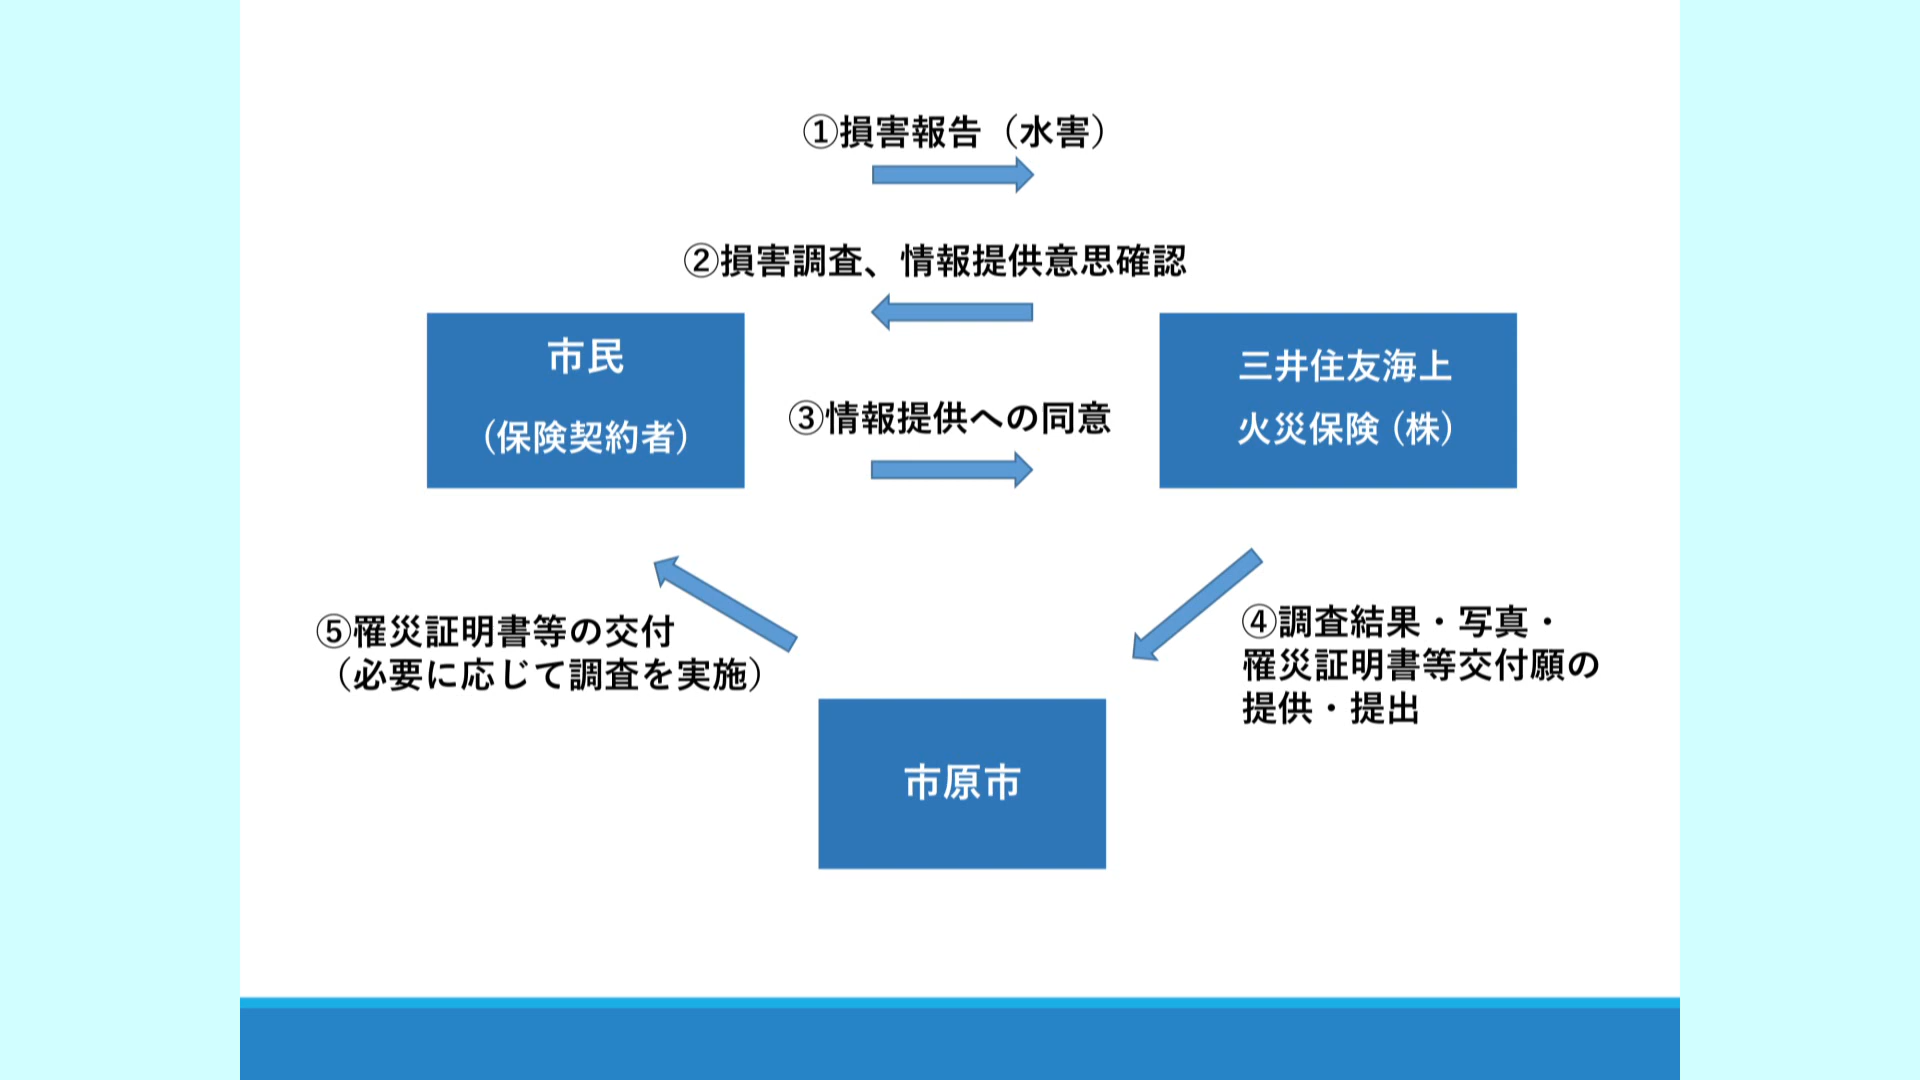 ①損害報告（水害）
②損害調査、情報提供意思確認
市民
(保険契約者)
三井住友海上
火災保険 (株)
③情報提供への同意
⑤罹災証明書等の交付
（必要に応じて調査を実施）
④調査結果・写真・
罹災証明書等交付願の
提供・提出
市原市